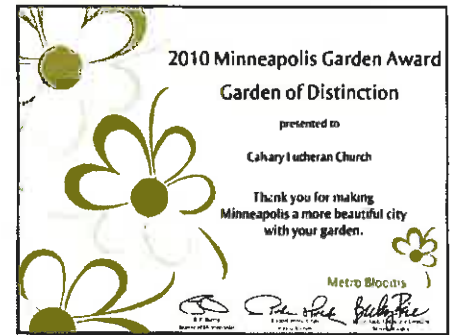 2010 Minneapolis Garden Award
Garden of Distinction
presented to
Calvary Lutheran Church
Thank you for making
Minneapolis a more beautiful city
with your garden.
Metro Blooms